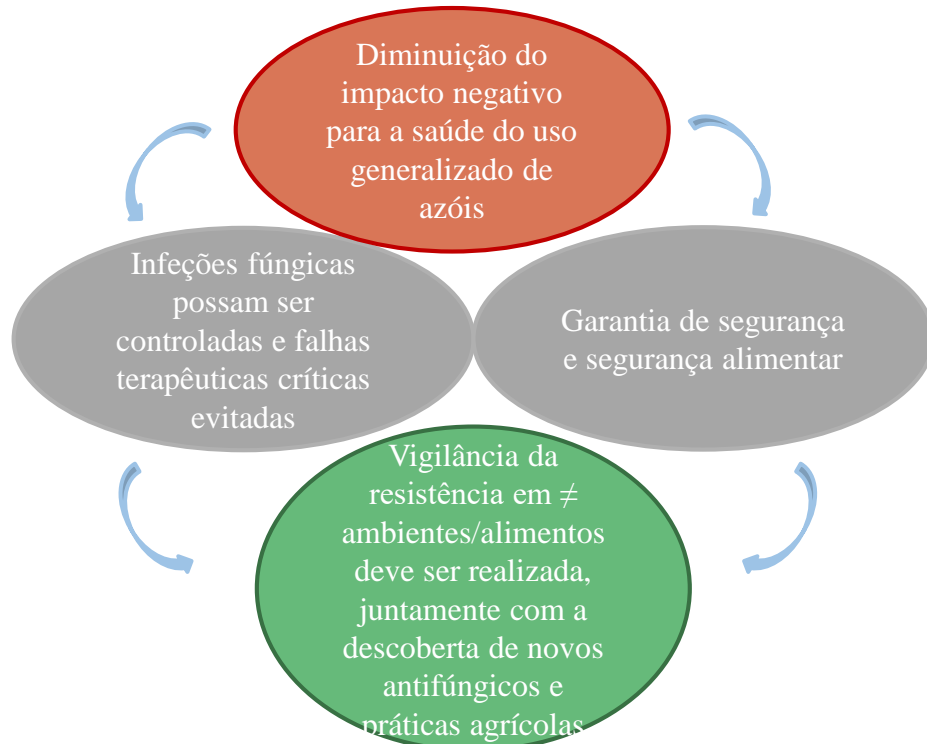 Diminuição do
impacto negativo
para a saúde do uso
generalizado de
azóis
Infeções fúngicas
possam ser
controladas e falhas
terapêuticas críticas
evitadas
Garantia de segurança
e segurança alimentar
Vigilância da
resistência em ≠
ambientes/alimentos
deve ser realizada,
juntamente com a
descoberta de novos
antifúngicos e
práticas agrícolas